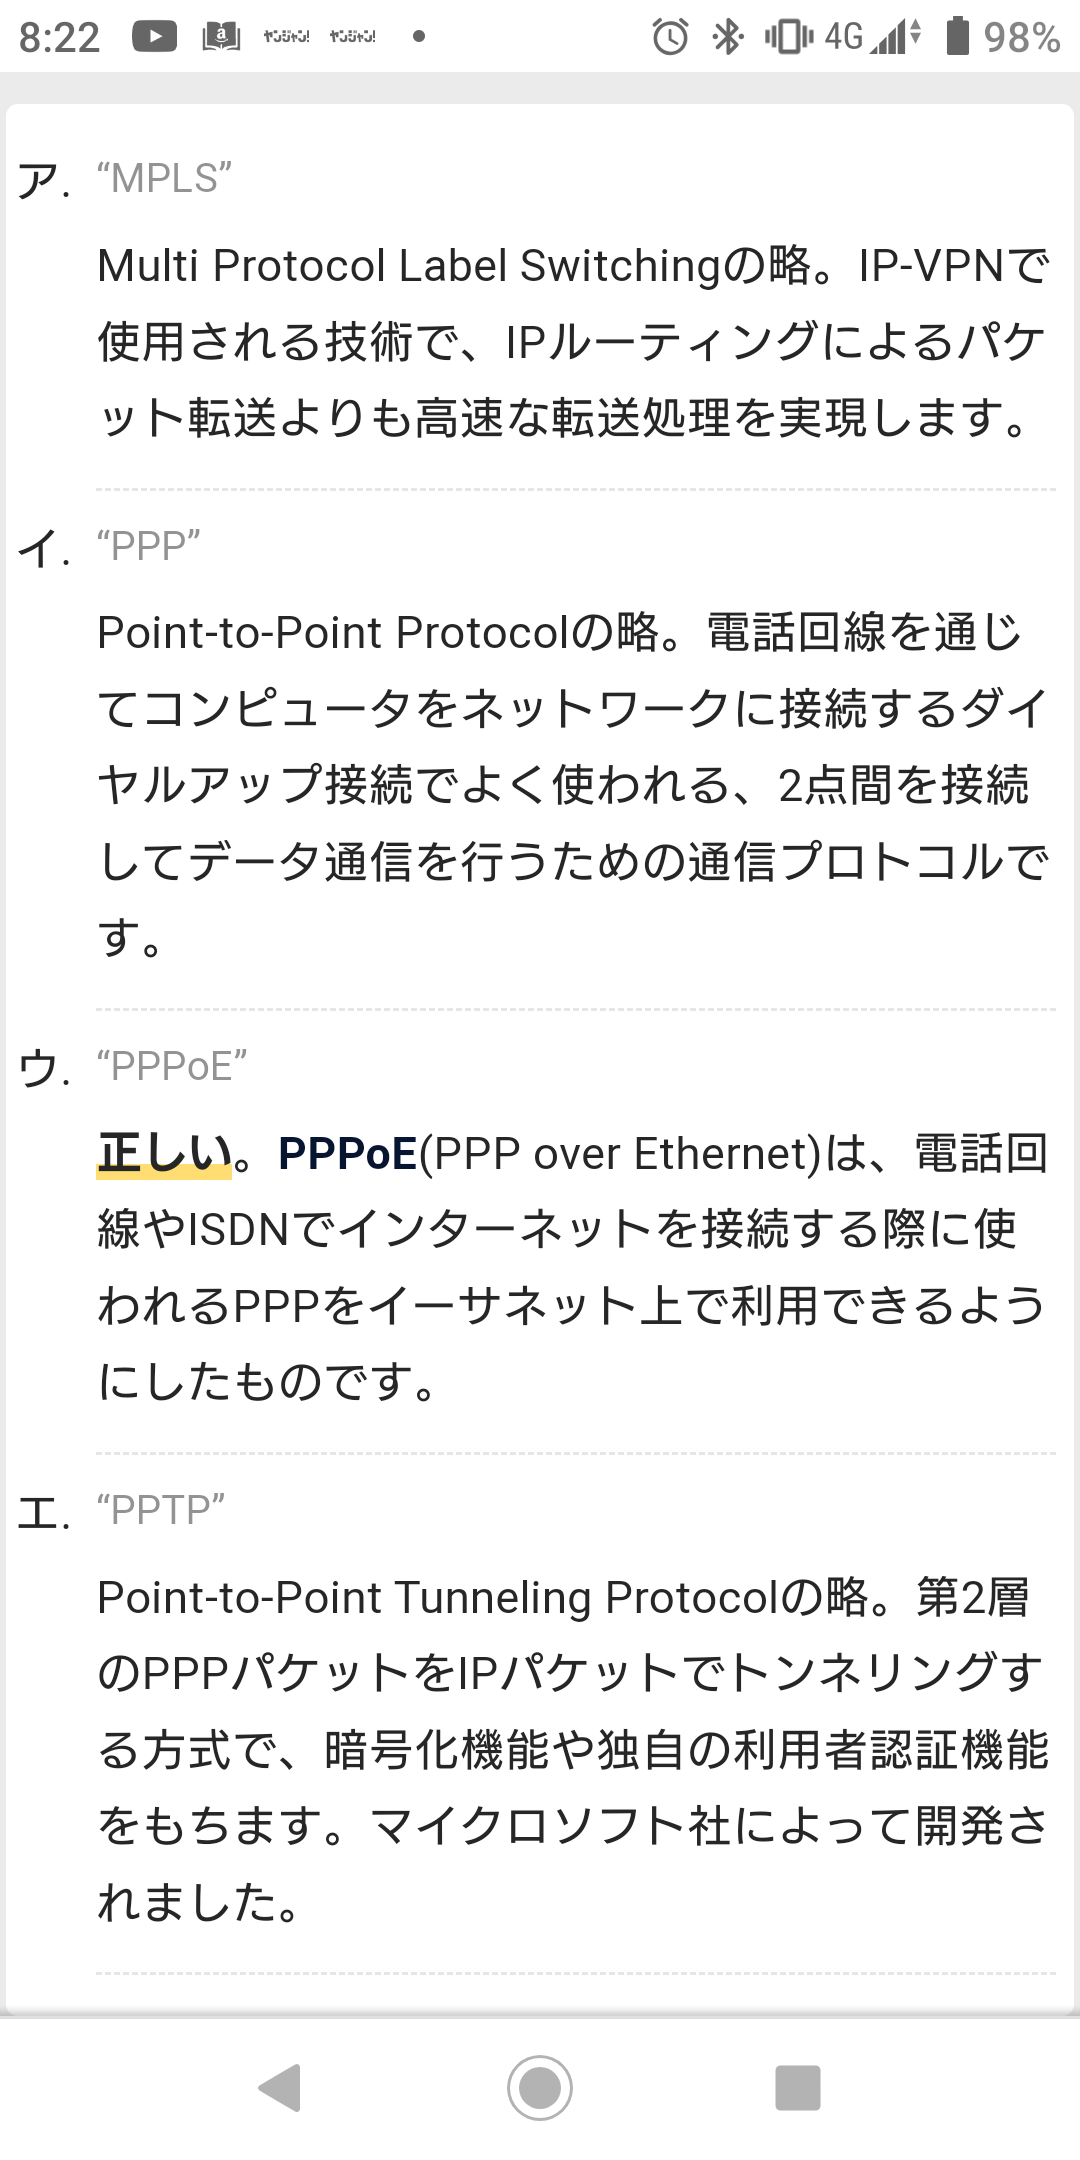 8:22 ヤンジャン! ヤンジャン! 4G 98%
ア. “MPLS”
Multi Protocol Label Switchingの略。IP-VPNで
使用される技術で、IPルーティングによるパケ
ット転送よりも高速な転送処理を実現します。
イ. “PPP”
Point-to-Point Protocolの略。電話回線を通じ
てコンピュータをネットワークに接続するダイ
ヤルアップ接続でよく使われる、2点間を接続
してデータ通信を行うための通信プロトコルで
す。
ウ. “PPPoE”
正しい。PPPoE(PPP over Ethernet)は、電話回
線やISDNでインターネットを接続する際に使
われるPPPをイーサネット上で利用できるよう
にしたものです。
エ. “PPTP”
Point-to-Point Tunneling Protocolの略。第2層
のPPPパケットをIPパケットでトンネリングす
る方式で、暗号化機能や独自の利用者認証機能
をもちます。マイクロソフト社によって開発さ
れました。